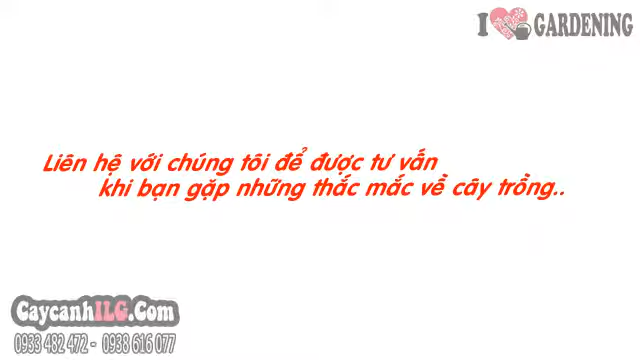 I GARDENING
Liên hệ với chúng tôi để được tư vấn
khi bạn gặp những thắc mắc về cây trồng..
CaycanhILG.Com
0933 482 472 - 0938 616 077